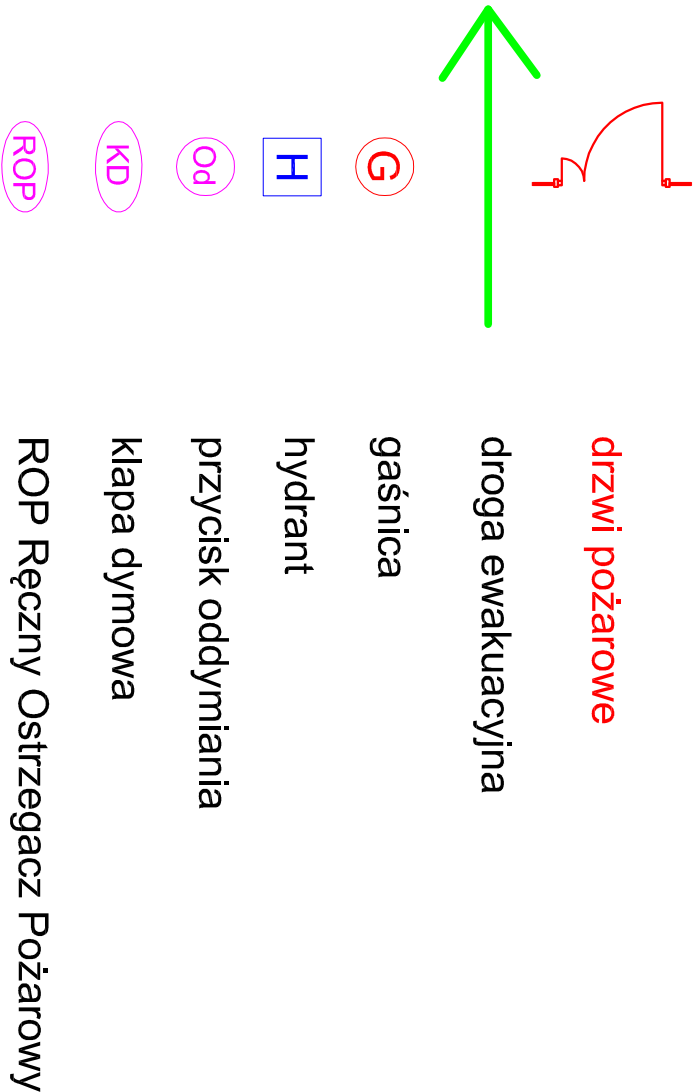 drzwi pożarowe
droga ewakuacyjna
G gaśnica
H hydrant
Od przycisk oddymiania
KD klapa dymowa
ROP ROP Ręczny Ostrzegacz Pożarowy